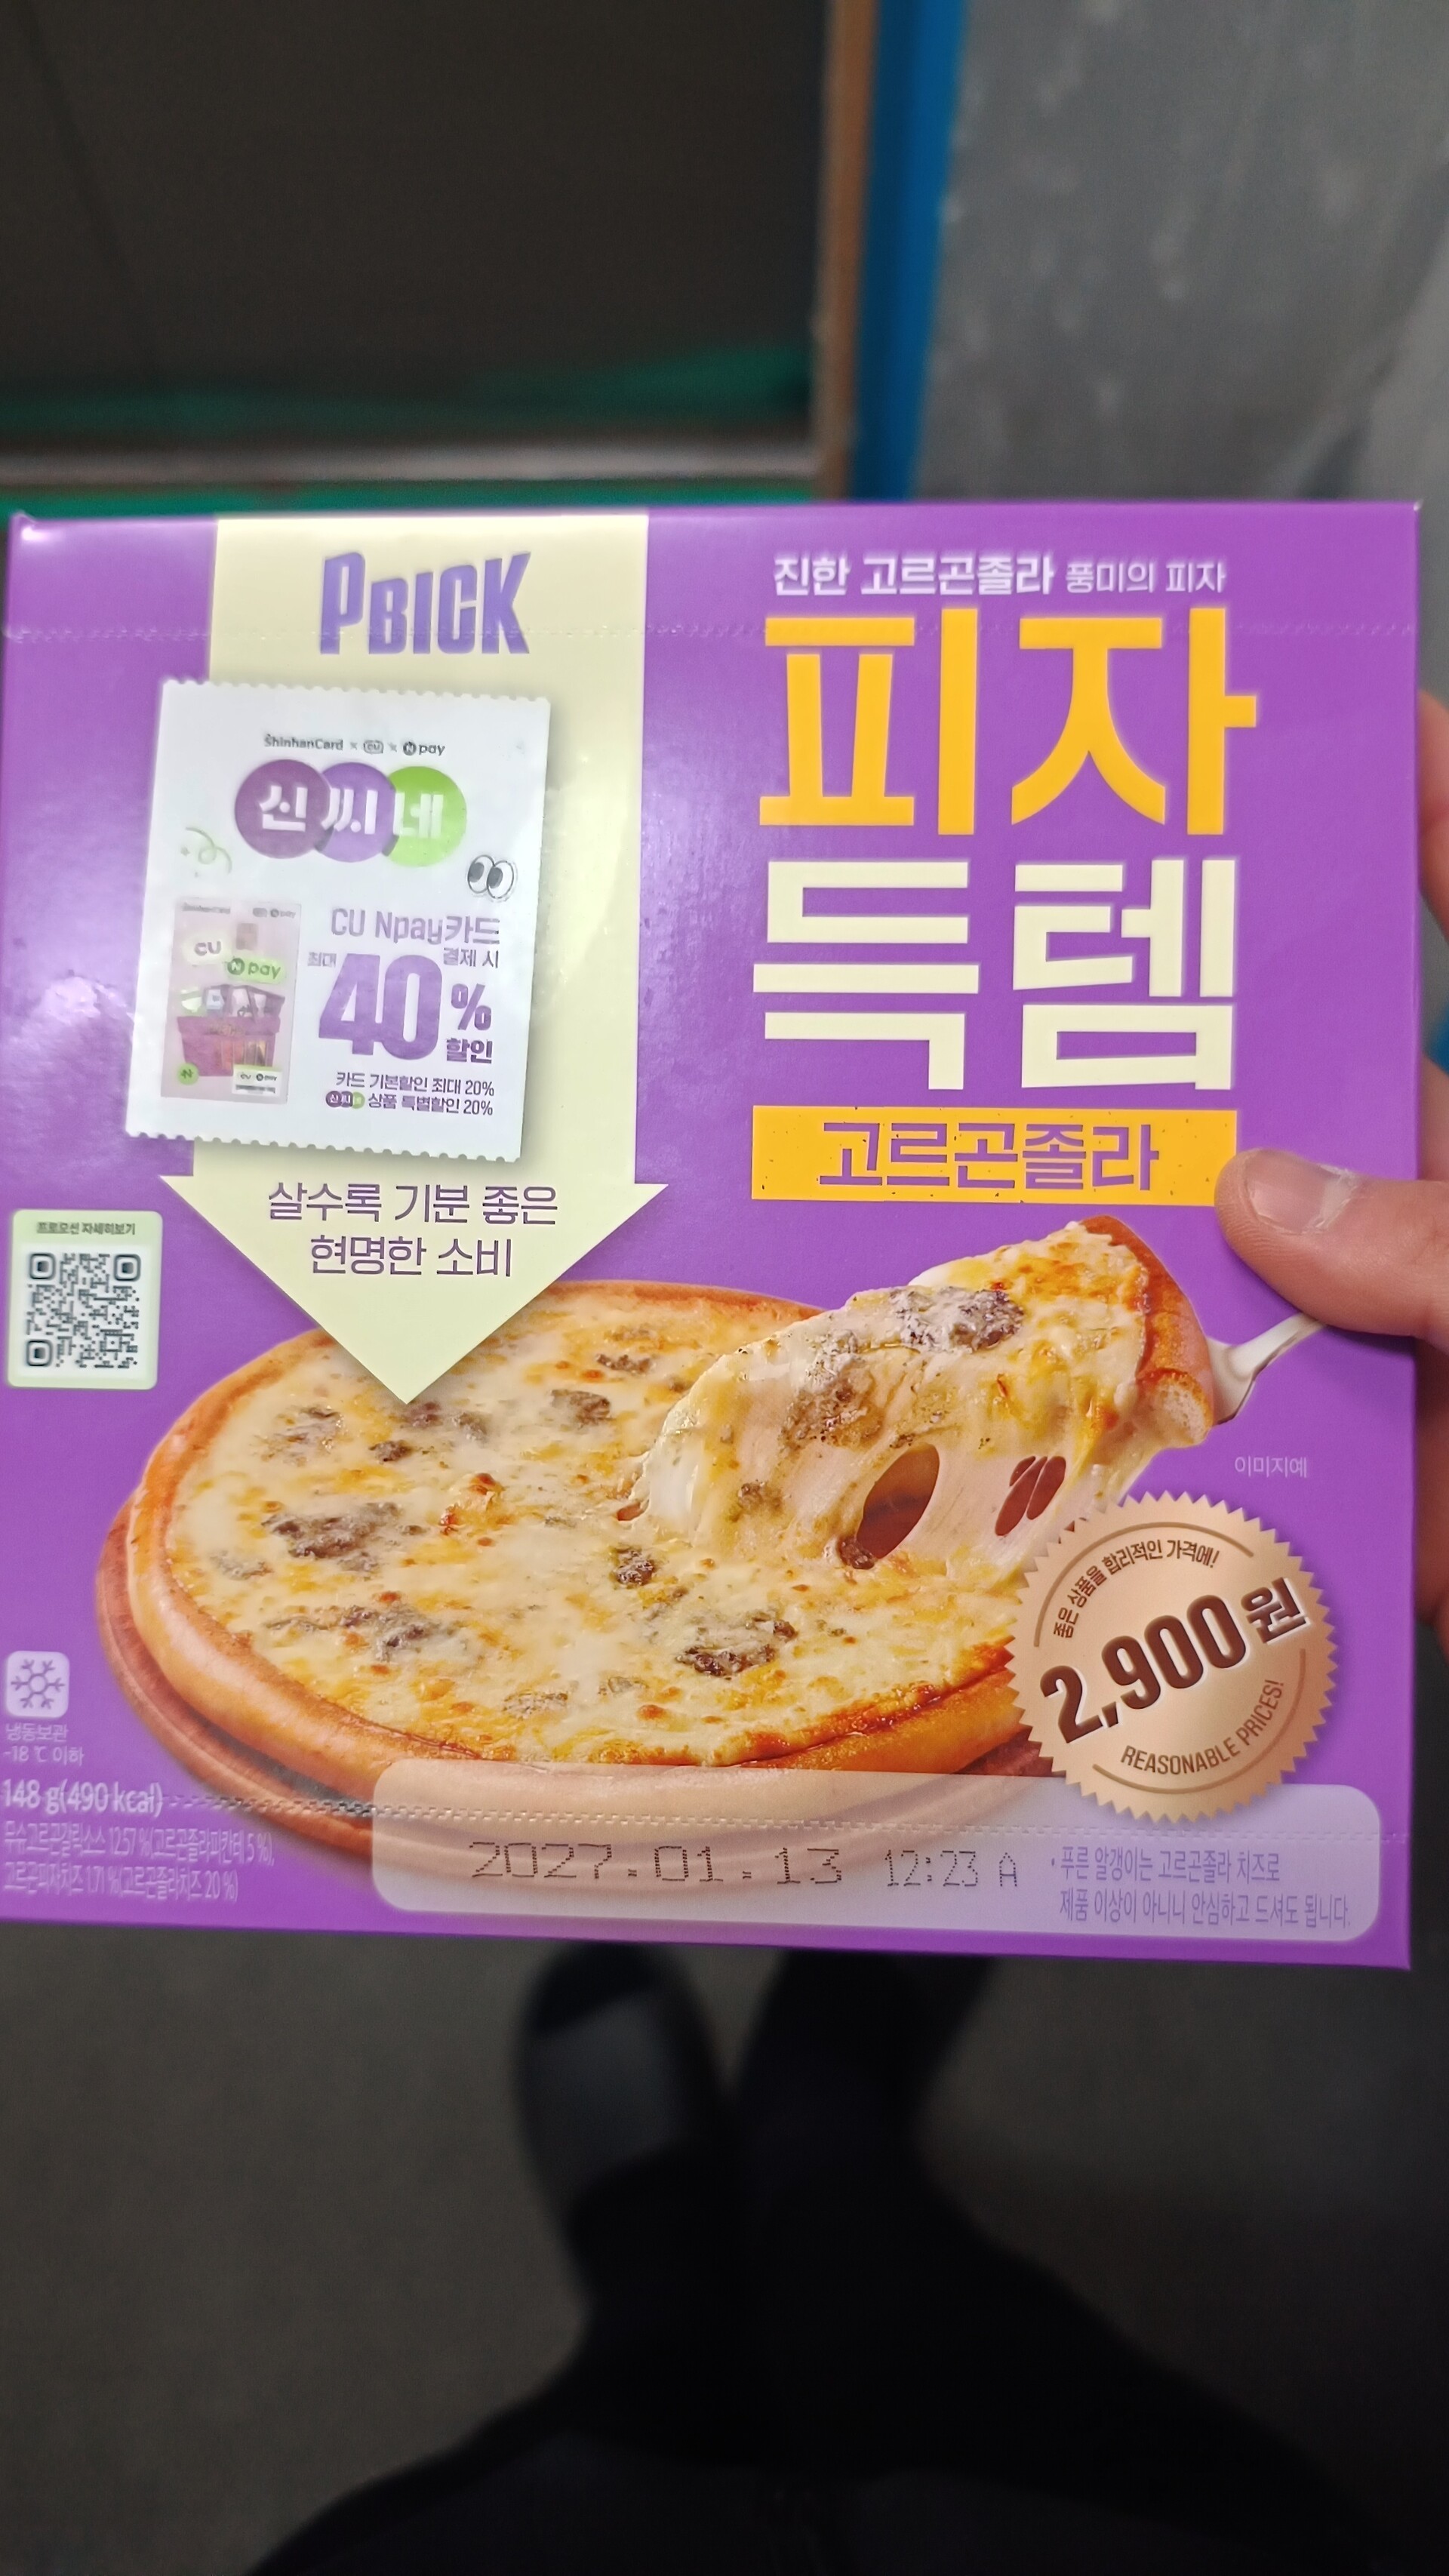 PBICK
진한 고르곤졸라 풍미의 피자
피자
득템
고르곤졸라
ShinhanCard × CU × N pay
신씨네
CU Npay카드
최대 결제 시
40%
할인
카드 기본할인 최대 20%
신씨네 상품 특별할인 20%
CU
N pay
살수록 기분 좋은
현명한 소비
프로모션 자세히보기
이미지예
좋은 상품을 합리적인 가격에!
2,900원
REASONABLE PRICES!
냉동보관
-18 ℃ 이하
148 g(490 kcal)
2027.01.13 12:23 A
• 푸른 알갱이는 고르곤졸라 치즈로
제품 이상이 아니니 안심하고 드셔도 됩니다.